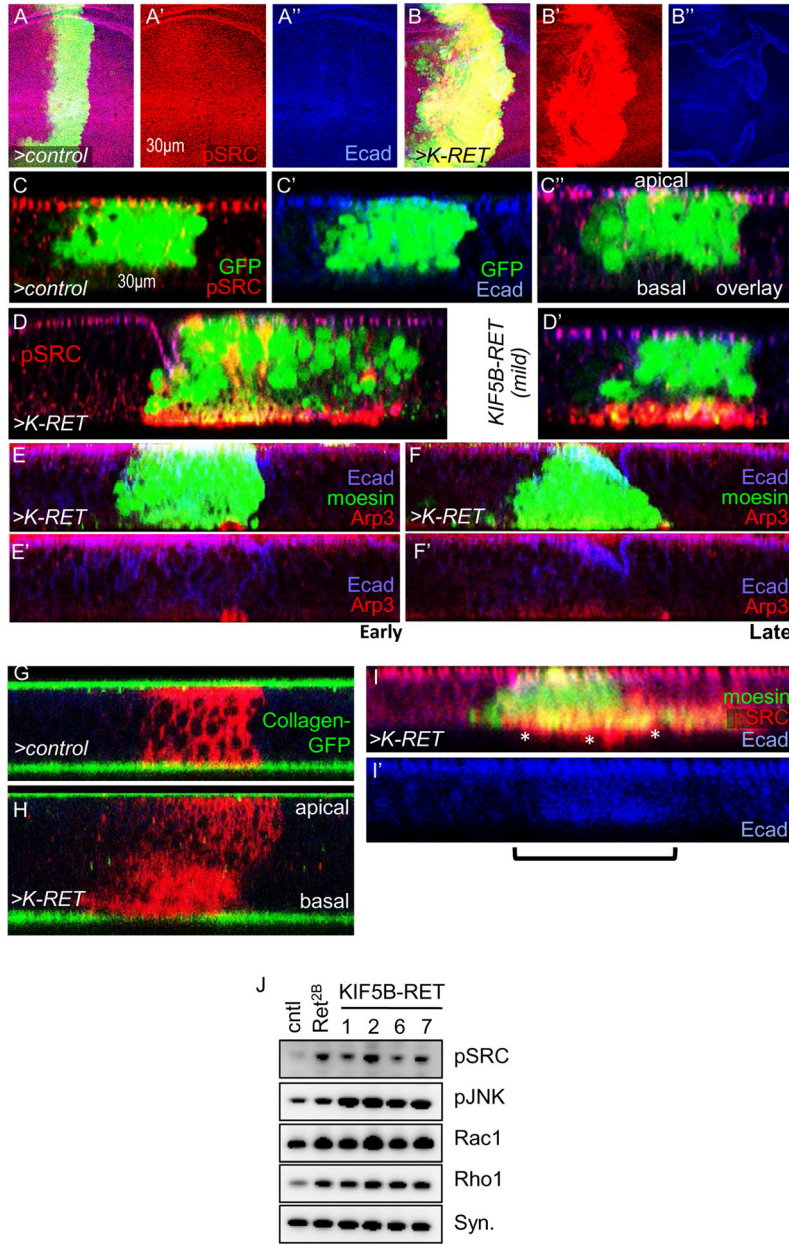 A A' A'' B B' B''
>control 30µm pSRC Ecad >K-RET
C C' C'' apical
GFP
pSRC
>control 30µm
GFP
Ecad
basal overlay
D D'
pSRC
>K-RET
KIF5B-RET
(mild)
E F
Ecad
moesin
Arp3
>K-RET
Ecad
moesin
Arp3
>K-RET
E' F'
Ecad
Arp3
Ecad
Arp3
Early Late
G
Collagen-
GFP
>control
H apical
>K-RET basal
I
moesin
pSRC
Ecad
>K-RET
I'
Ecad
J
cntl Ret2B KIF5B-RET
1 2 6 7
pSRC
pJNK
Rac1
Rho1
Syn.